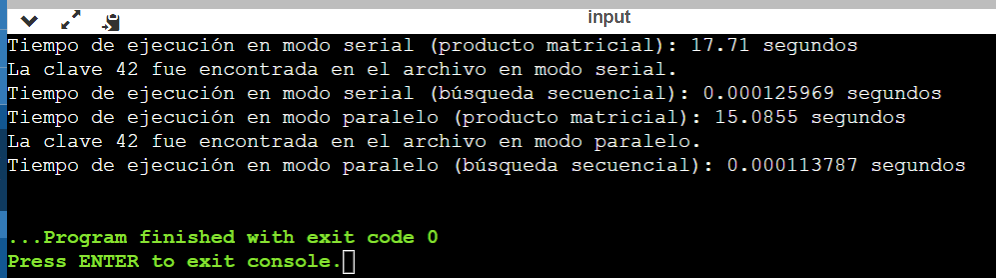 input
Tiempo de ejecución en modo serial (producto matricial): 17.71 segundos
La clave 42 fue encontrada en el archivo en modo serial.
Tiempo de ejecución en modo serial (búsqueda secuencial): 0.000125969 segundos
Tiempo de ejecución en modo paralelo (producto matricial): 15.0855 segundos
La clave 42 fue encontrada en el archivo en modo paralelo.
Tiempo de ejecución en modo paralelo (búsqueda secuencial): 0.000113787 segundos
...Program finished with exit code 0
Press ENTER to exit console.